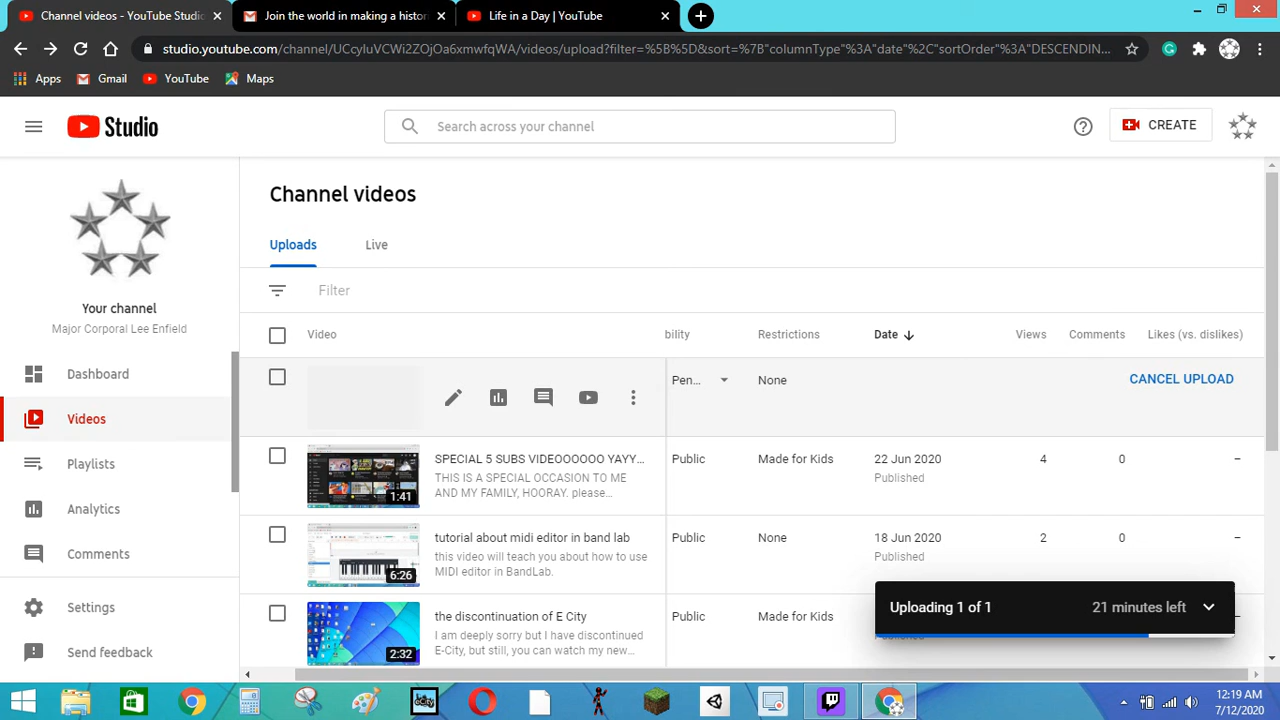 Channel videos - YouTube Studio
Join the world in making a histor
Life in a Day | YouTube
studio.youtube.com/channel/UCcyluVCWi2ZOjOa6xmwfqWA/videos/upload?filter=%5B%5D&sort=%7B"columnType"%3A"date"%2C"sortOrder"%3A"DESCENDIN...
Apps
Gmail
YouTube
Maps
Studio
Search across your channel
CREATE
Your channel
Major Corporal Lee Enfield
Dashboard
Videos
Playlists
Analytics
Comments
Settings
Send feedback
Channel videos
Uploads
Live
Filter
Video
bility
Restrictions
Date
Views
Comments
Likes (vs. dislikes)
Pen...
None
CANCEL UPLOAD
1:41
SPECIAL 5 SUBS VIDEOOOOOO YAYY...
THIS IS A SPECIAL OCCASION TO ME
AND MY FAMILY, HOORAY. please...
Public
Made for Kids
22 Jun 2020
Published
4
0
–
6:26
tutorial about midi editor in band lab
this video will teach you about how to use
MIDI editor in BandLab.
Public
None
18 Jun 2020
Published
2
0
–
2:32
the discontinuation of E City
I am deeply sorry but I have discontinued
E-City, but still, you can watch my new...
Public
Made for Kids
Published
Uploading 1 of 1
21 minutes left
12:19 AM
7/12/2020